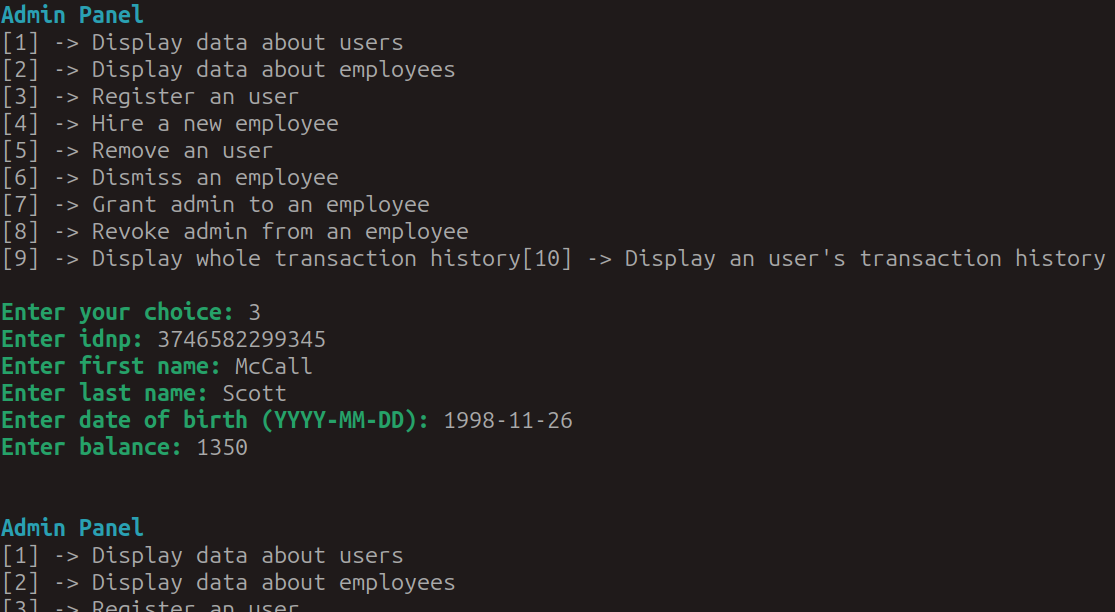 Admin Panel
[1] -> Display data about users
[2] -> Display data about employees
[3] -> Register an user
[4] -> Hire a new employee
[5] -> Remove an user
[6] -> Dismiss an employee
[7] -> Grant admin to an employee
[8] -> Revoke admin from an employee
[9] -> Display whole transaction history[10] -> Display an user's transaction history
Enter your choice: 3
Enter idnp: 3746582299345
Enter first name: McCall
Enter last name: Scott
Enter date of birth (YYYY-MM-DD): 1998-11-26
Enter balance: 1350
Admin Panel
[1] -> Display data about users
[2] -> Display data about employees
[3] -> Register an user